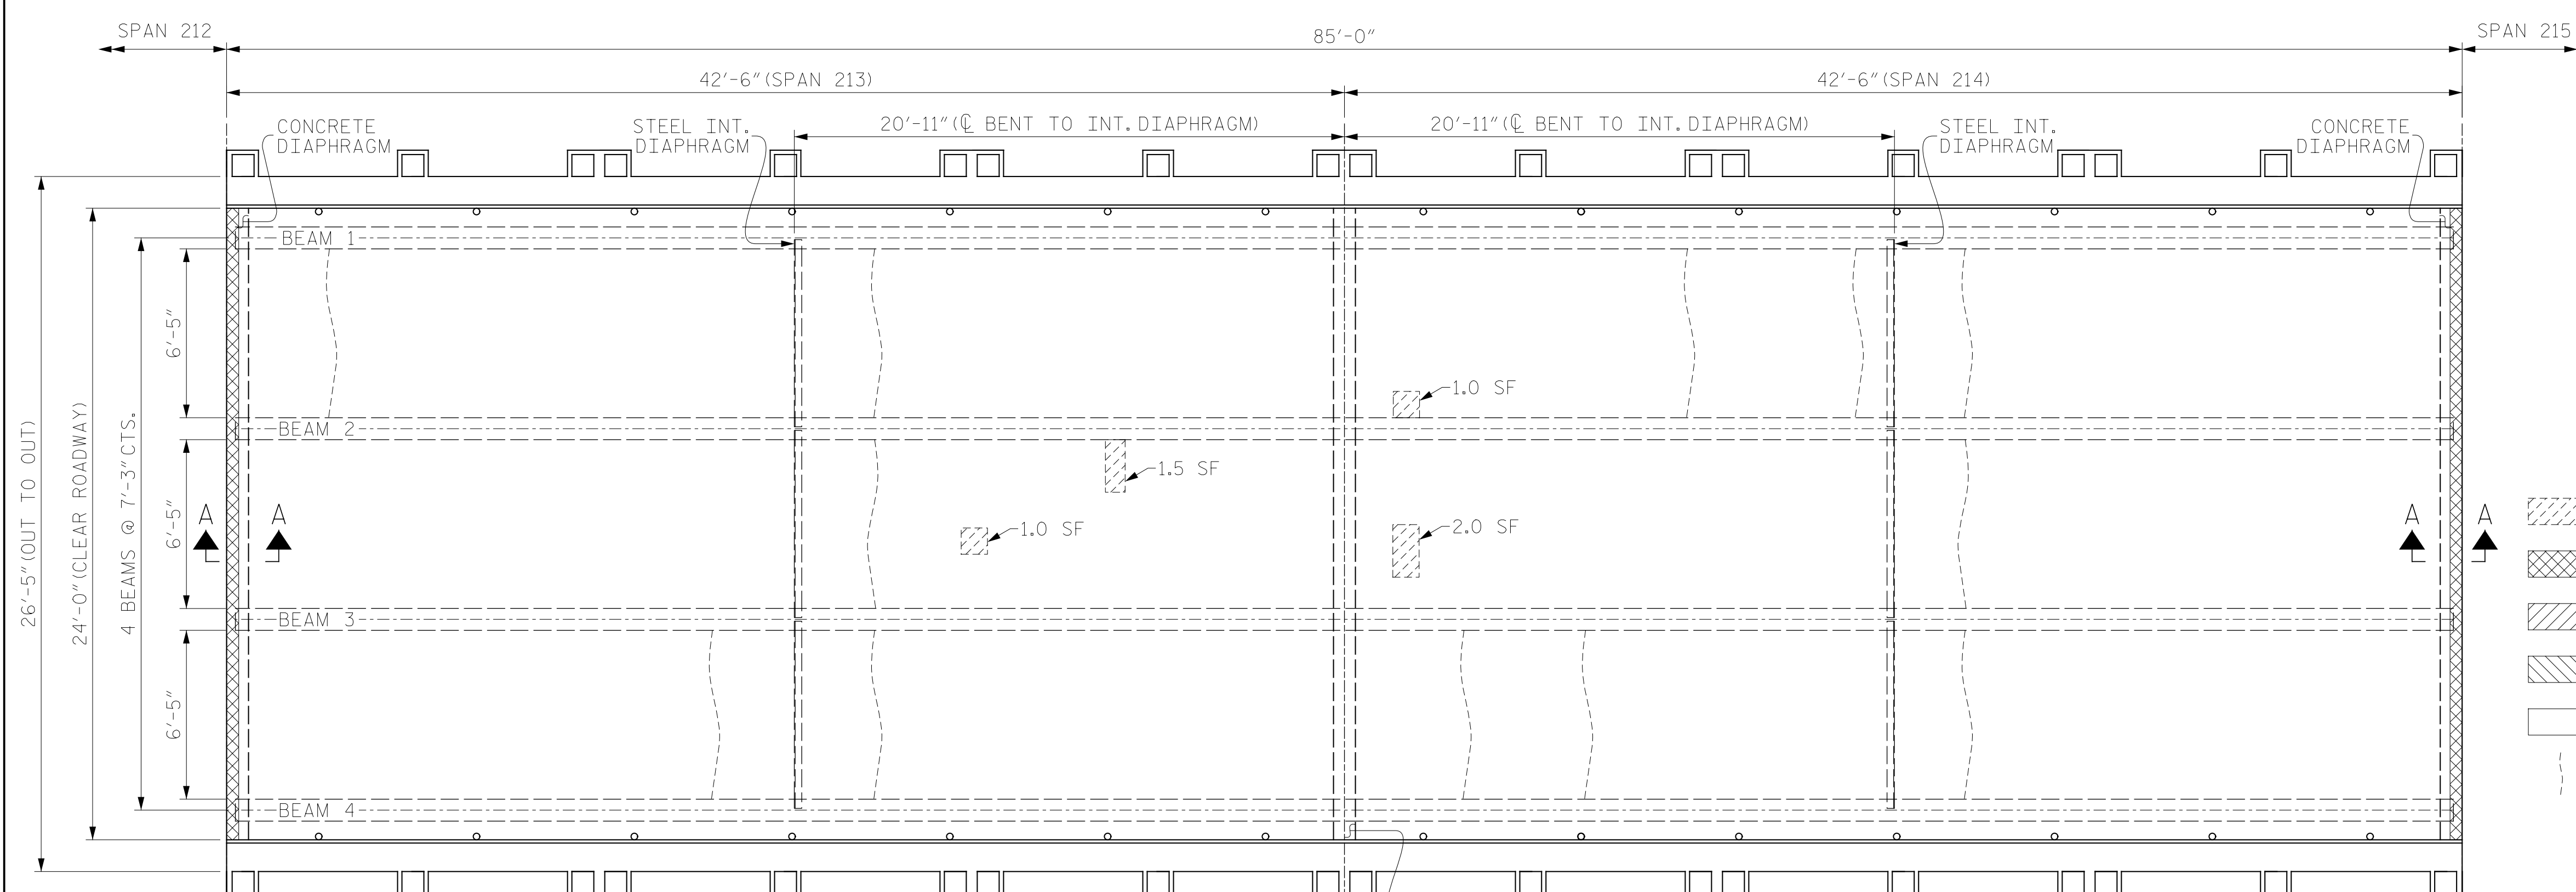 SPAN 212
85'-0"
SPAN 215
42'-6" (SPAN 213)
42'-6" (SPAN 214)
CONCRETE
DIAPHRAGM
STEEL INT.
DIAPHRAGM
20'-11" (℄ BENT TO INT. DIAPHRAGM)
20'-11" (℄ BENT TO INT. DIAPHRAGM)
STEEL INT.
DIAPHRAGM
CONCRETE
DIAPHRAGM
26'-5" (OUT TO OUT)
24'-0" (CLEAR ROADWAY)
4 BEAMS @ 7'-3" CTS.
6'-5"
6'-5"
6'-5"
BEAM 1
BEAM 2
BEAM 3
BEAM 4
1.0 SF
1.5 SF
1.0 SF
2.0 SF
A
A
A
A